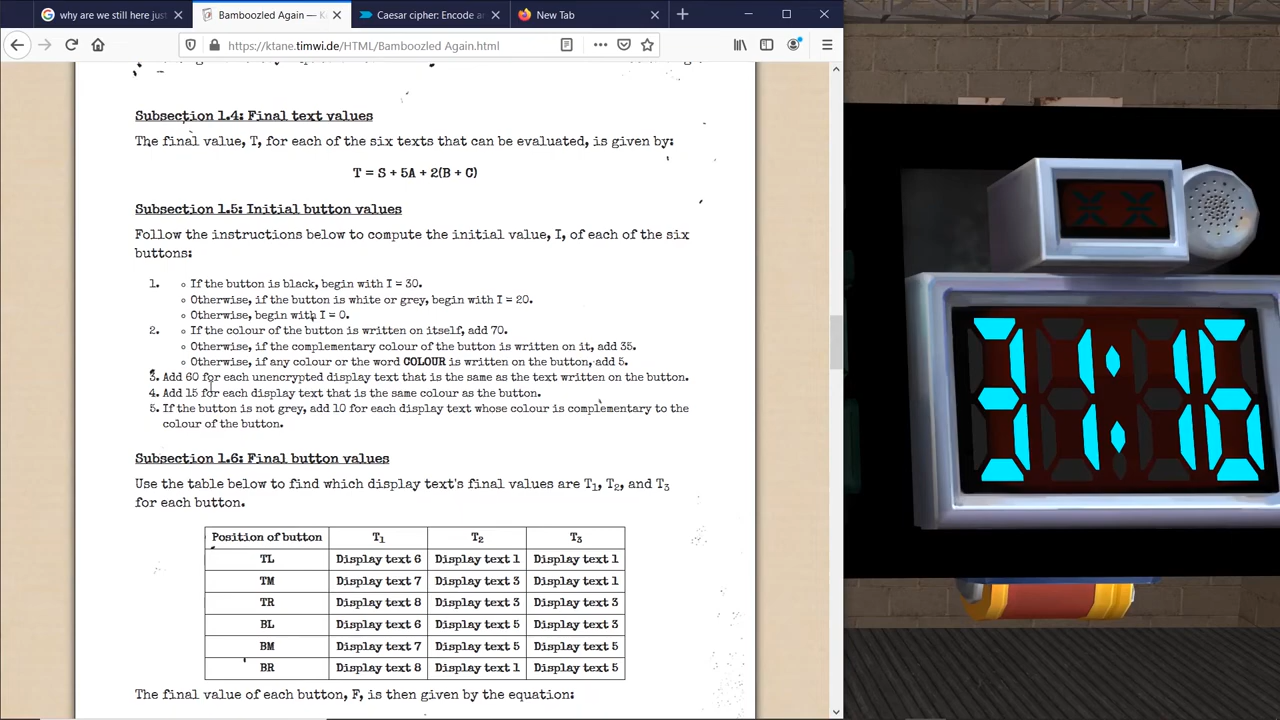 why are we still here just
Bamboozled Again — K
Caesar cipher: Encode a
New Tab
https://ktane.timwi.de/HTML/Bamboozled Again.html
Subsection 1.4: Final text values
The final value, T, for each of the six texts that can be evaluated, is given by:
T = S + 5A + 2(B + C)
Subsection 1.5: Initial button values
Follow the instructions below to compute the initial value, I, of each of the six
buttons:
1. ◦ If the button is black, begin with I = 30.
◦ Otherwise, if the button is white or grey, begin with I = 20.
◦ Otherwise, begin with I = 0.
2. ◦ If the colour of the button is written on itself, add 70.
◦ Otherwise, if the complementary colour of the button is written on it, add 35.
◦ Otherwise, if any colour or the word COLOUR is written on the button, add 5.
3. Add 60 for each unencrypted display text that is the same as the text written on the button.
4. Add 15 for each display text that is the same colour as the button.
5. If the button is not grey, add 10 for each display text whose colour is complementary to the
colour of the button.
Subsection 1.6: Final button values
Use the table below to find which display text's final values are T1, T2, and T3
for each button.
Position of button T1 T2 T3
TL Display text 6 Display text 1 Display text 1
TM Display text 7 Display text 3 Display text 1
TR Display text 8 Display text 3 Display text 3
BL Display text 6 Display text 5 Display text 3
BM Display text 7 Display text 5 Display text 5
BR Display text 8 Display text 1 Display text 5
The final value of each button, F, is then given by the equation:
X X
31:16